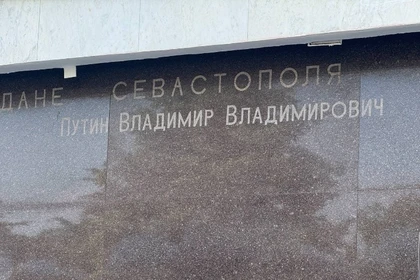 ДАНЕ СЕВАСТОПОЛЯ
ПУТИН ВЛАДИМИР ВЛАДИМИРОВИЧ